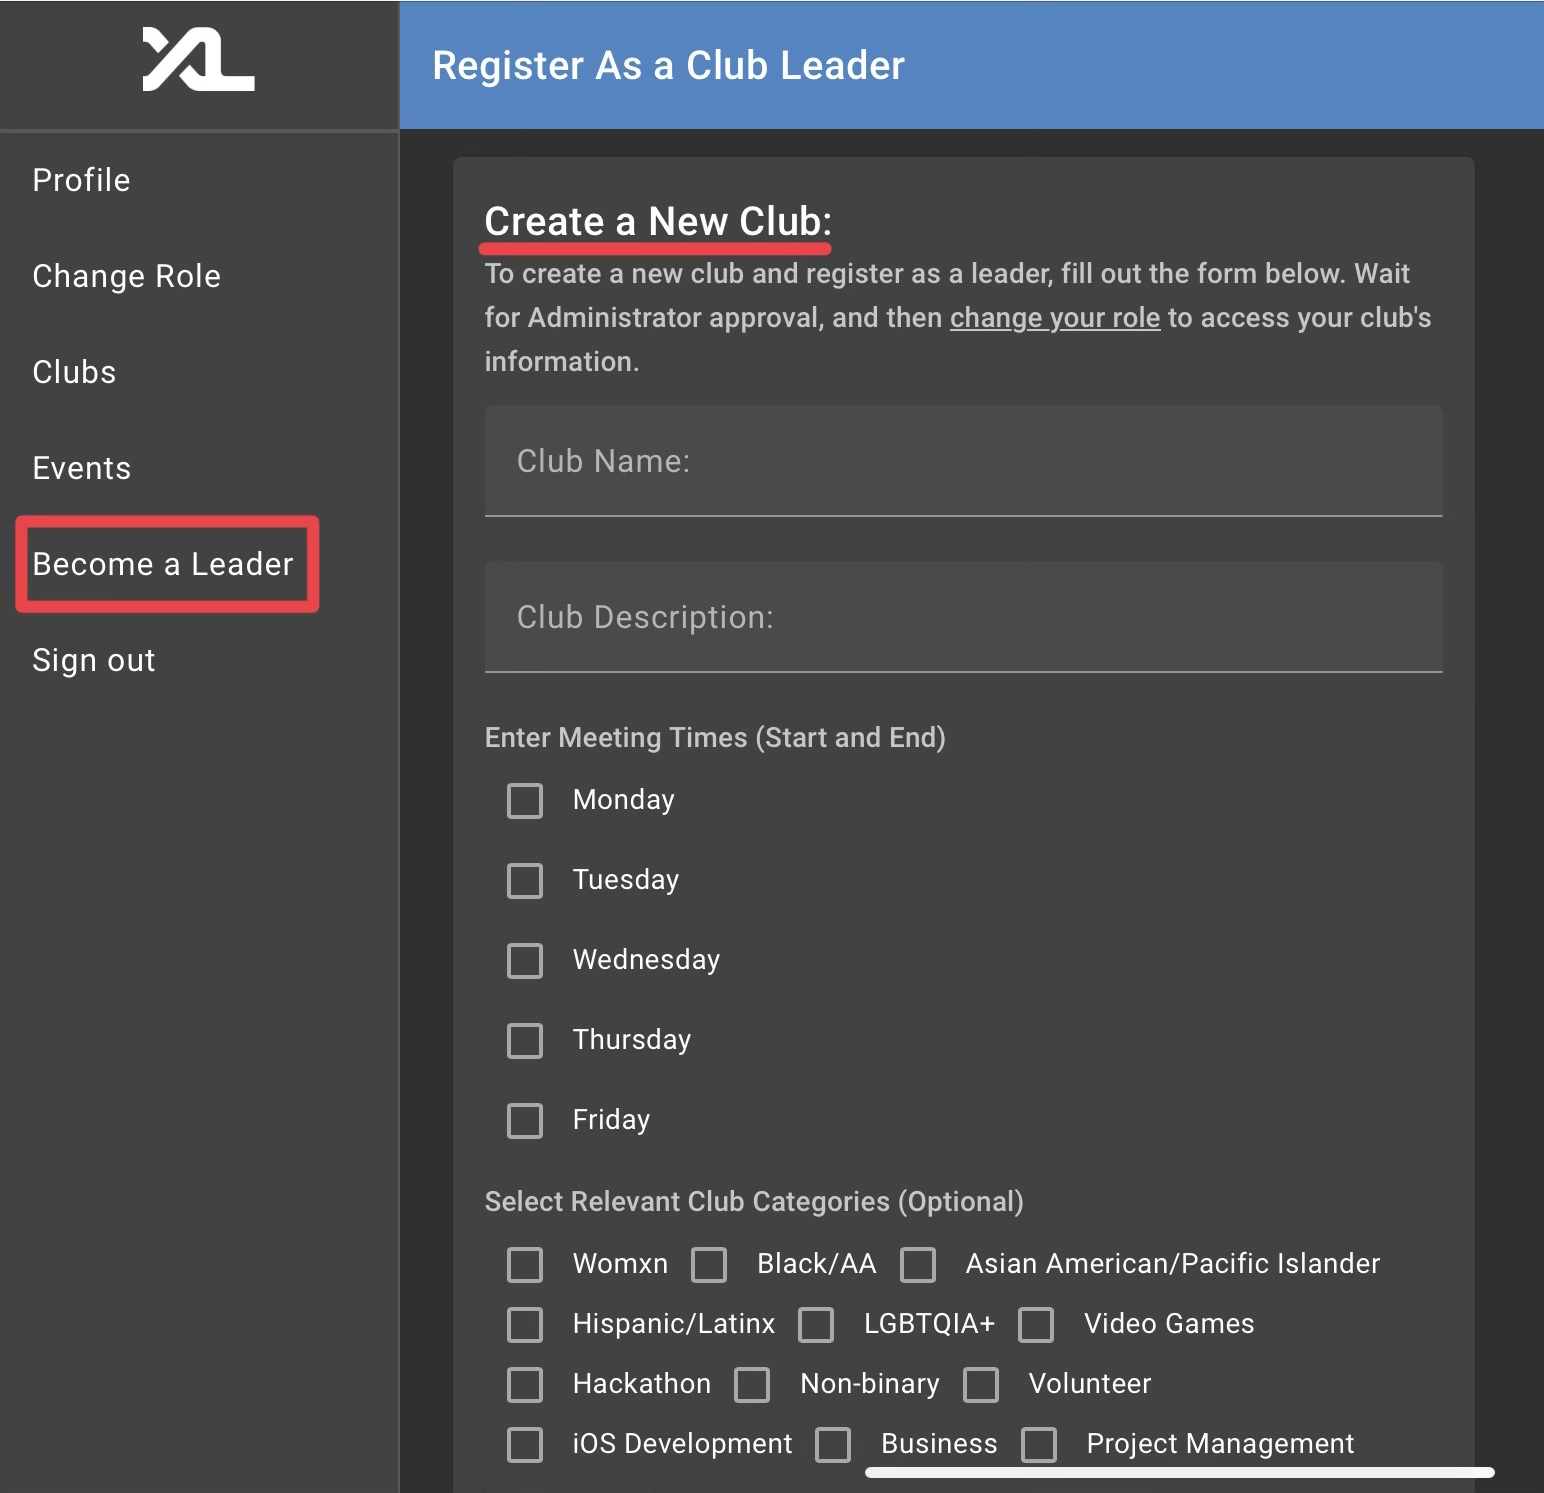 XL
Register As a Club Leader
Profile
Change Role
Clubs
Events
Become a Leader
Sign out
Create a New Club:
To create a new club and register as a leader, fill out the form below. Wait
for Administrator approval, and then change your role to access your club's
information.
Club Name:
Club Description:
Enter Meeting Times (Start and End)
Monday
Tuesday
Wednesday
Thursday
Friday
Select Relevant Club Categories (Optional)
Womxn Black/AA Asian American/Pacific Islander
Hispanic/Latinx LGBTQIA+ Video Games
Hackathon Non-binary Volunteer
iOS Development Business Project Management